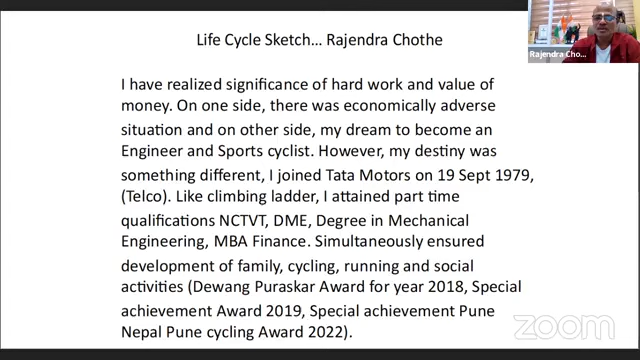 Life Cycle Sketch... Rajendra Chothe
I have realized significance of hard work and value of
money. On one side, there was economically adverse
situation and on other side, my dream to become an
Engineer and Sports cyclist. However, my destiny was
something different, I joined Tata Motors on 19 Sept 1979,
(Telco). Like climbing ladder, I attained part time
qualifications NCTVT, DME, Degree in Mechanical
Engineering, MBA Finance. Simultaneously ensured
development of family, cycling, running and social
activities (Dewang Puraskar Award for year 2018, Special
achievement Award 2019, Special achievement Pune
Nepal Pune cycling Award 2022).
Rajendra Cho...
zoom